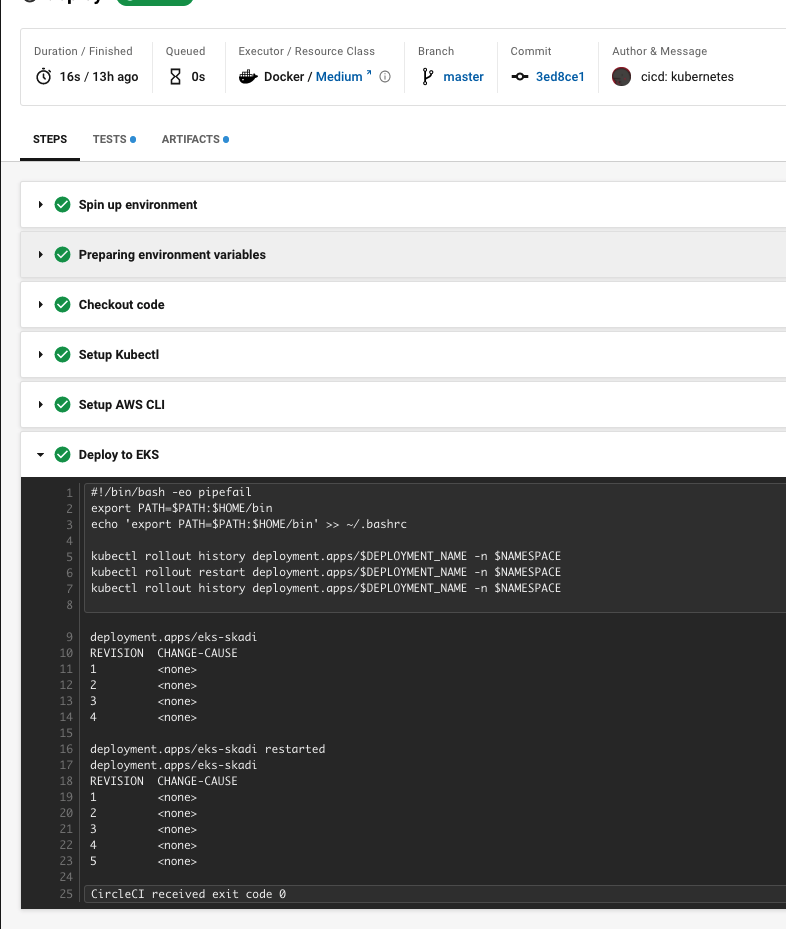 Duration / Finished
16s / 13h ago
Queued
0s
Executor / Resource Class
Docker / Medium
Branch
master
Commit
3ed8ce1
Author & Message
cicd: kubernetes
STEPS
TESTS
ARTIFACTS
Spin up environment
Preparing environment variables
Checkout code
Setup Kubectl
Setup AWS CLI
Deploy to EKS
1 #!/bin/bash -eo pipefail
2 export PATH=$PATH:$HOME/bin
3 echo 'export PATH=$PATH:$HOME/bin' >> ~/.bashrc
4
5 kubectl rollout history deployment.apps/$DEPLOYMENT_NAME -n $NAMESPACE
6 kubectl rollout restart deployment.apps/$DEPLOYMENT_NAME -n $NAMESPACE
7 kubectl rollout history deployment.apps/$DEPLOYMENT_NAME -n $NAMESPACE
8
9 deployment.apps/eks-skadi
10 REVISION  CHANGE-CAUSE
11 1         <none>
12 2         <none>
13 3         <none>
14 4         <none>
15
16 deployment.apps/eks-skadi restarted
17 deployment.apps/eks-skadi
18 REVISION  CHANGE-CAUSE
19 1         <none>
20 2         <none>
21 3         <none>
22 4         <none>
23 5         <none>
24
25 CircleCI received exit code 0